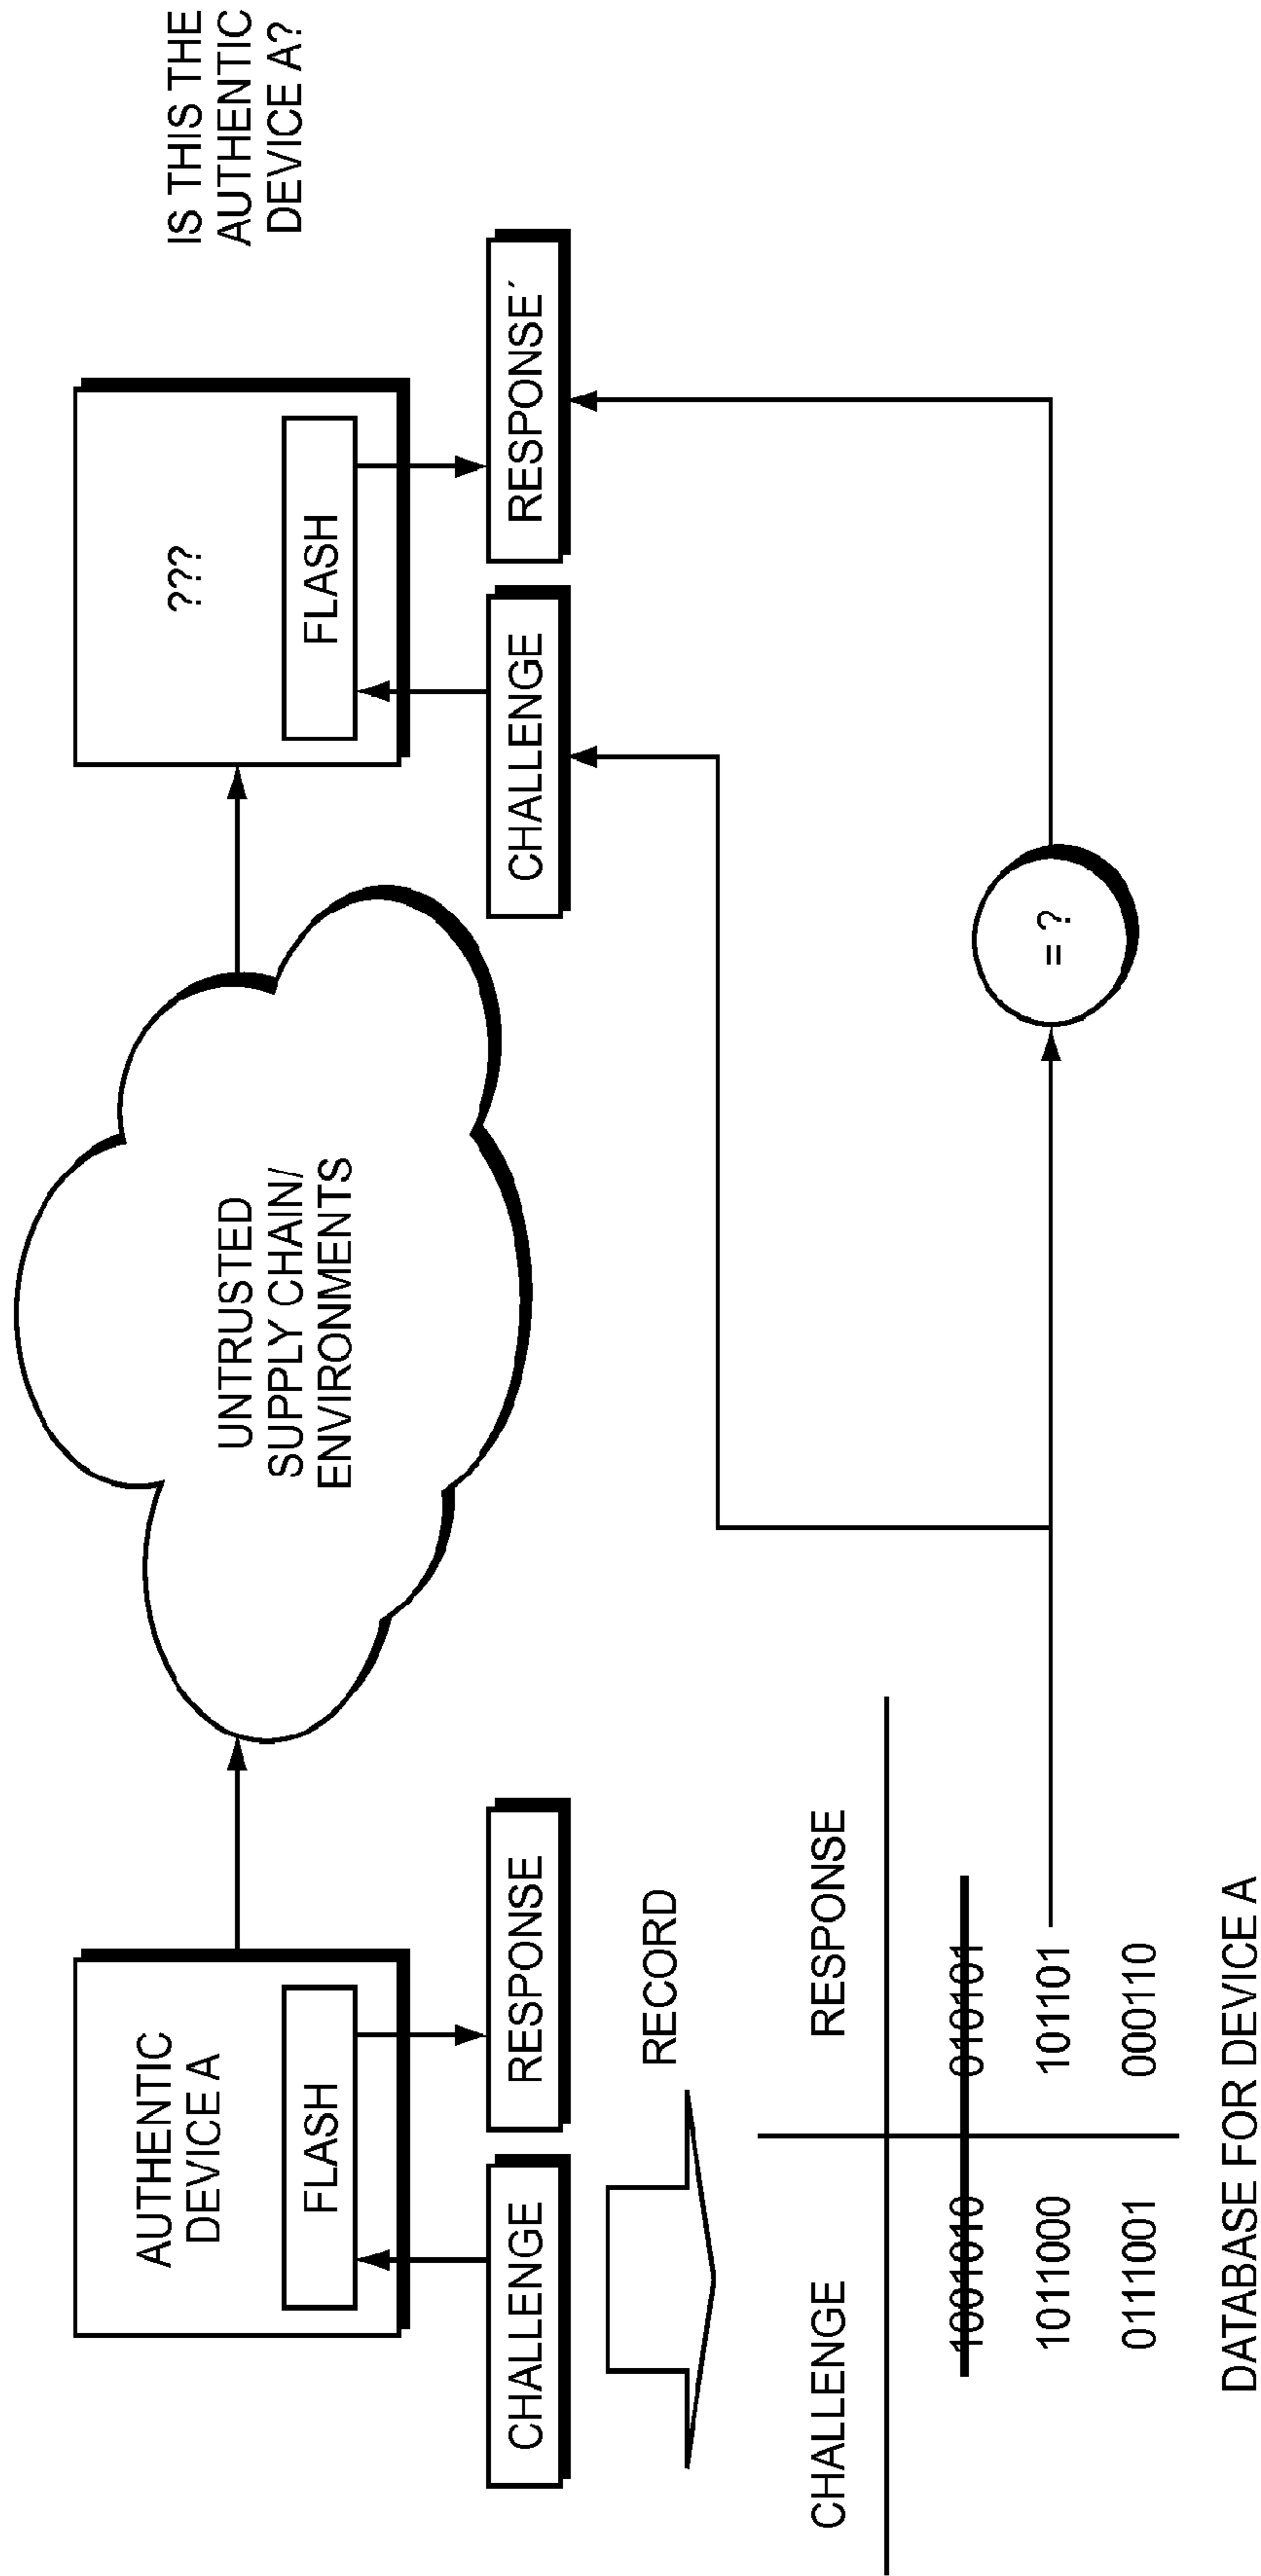 AUTHENTIC
DEVICE A
FLASH
CHALLENGE
RESPONSE
UNTRUSTED
SUPPLY CHAIN/
ENVIRONMENTS
???
FLASH
CHALLENGE
RESPONSE´
IS THIS THE
AUTHENTIC
DEVICE A?
RECORD
CHALLENGE RESPONSE
1001010 010101
1011000 101101
0111001 000110
DATABASE FOR DEVICE A
= ?